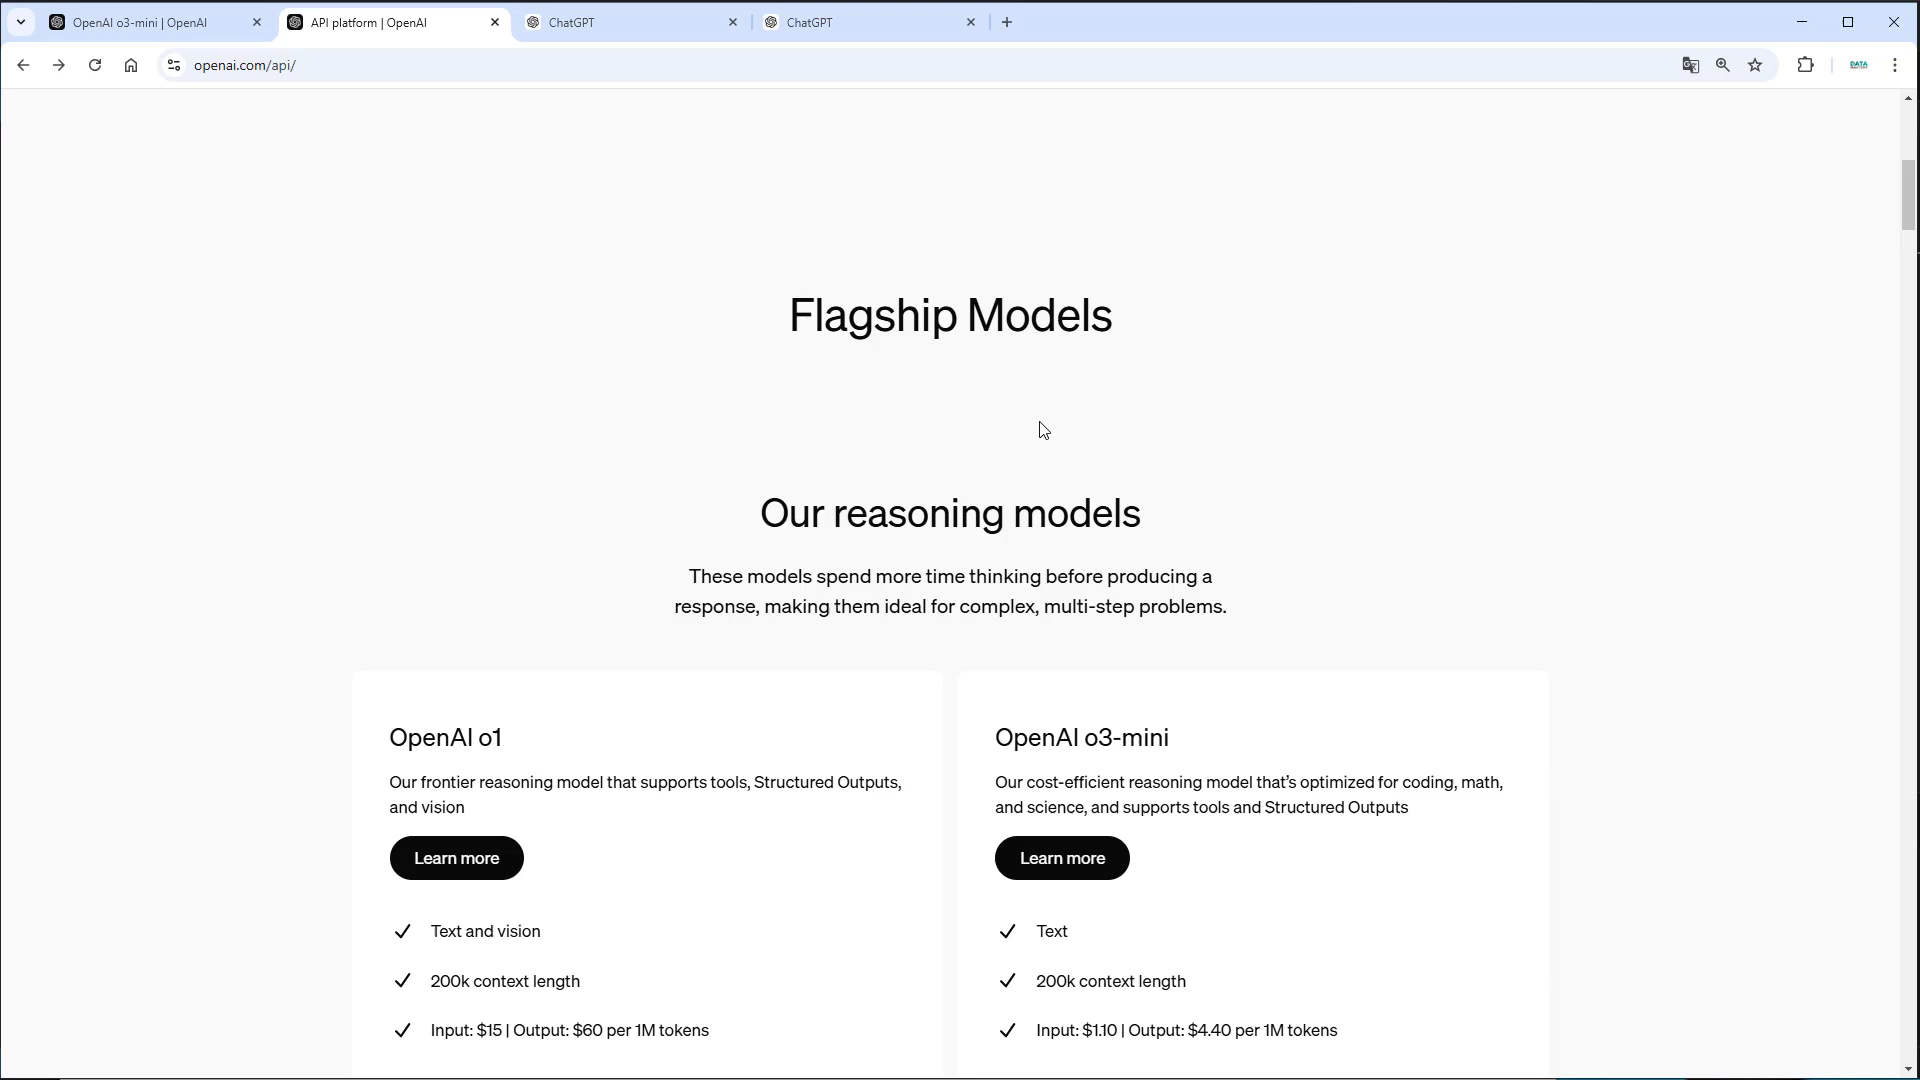 OpenAI o3-mini | OpenAI
API platform | OpenAI
ChatGPT
ChatGPT
openai.com/api/
DATA
Flagship Models
Our reasoning models
These models spend more time thinking before producing a
response, making them ideal for complex, multi-step problems.
OpenAI o1
Our frontier reasoning model that supports tools, Structured Outputs,
and vision
Learn more
Text and vision
200k context length
Input: $15 | Output: $60 per 1M tokens
OpenAI o3-mini
Our cost-efficient reasoning model that's optimized for coding, math,
and science, and supports tools and Structured Outputs
Learn more
Text
200k context length
Input: $1.10 | Output: $4.40 per 1M tokens